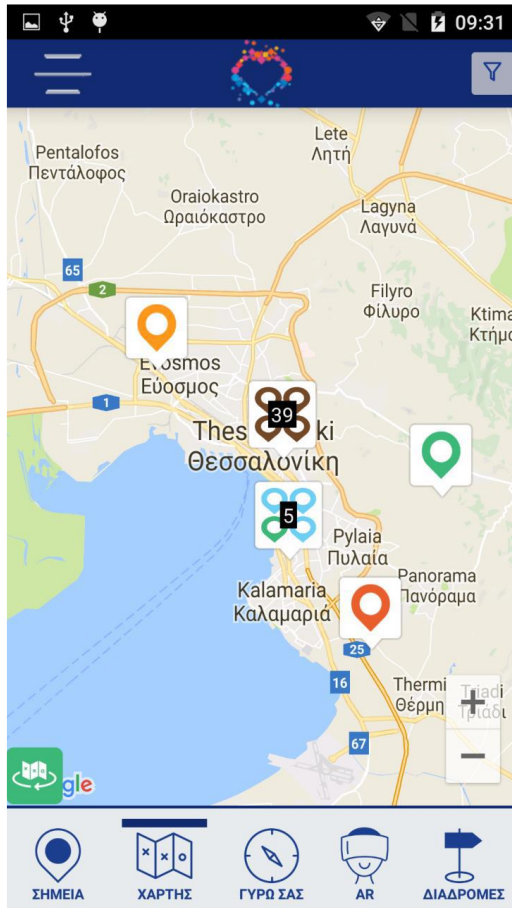 09:31
Lete
Λητή
Pentalofos
Πεντάλοφος
Oraiokastro
Ωραιόκαστρο
Lagyna
Λαγυνά
65
2
Filyro
Φίλυρο
Ktima
Κτήμα
Evosmos
Εύοσμος
1
39
Thes ki
Θεσσαλονίκη
5
Pylaia
Πυλαία
Panorama
Πανόραμα
Kalamaria
Καλαμαριά
25
16
Thermi
Θέρμη
Triadi
Τριάδι
+
−
67
gle
ΣΗΜΕΙΑ
ΧΑΡΤΗΣ
ΓΥΡΩ ΣΑΣ
AR
ΔΙΑΔΡΟΜΕΣ